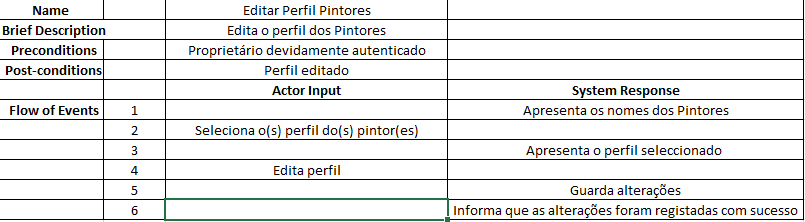 Name Editar Perfil Pintores
Brief Description Edita o perfil dos Pintores
Preconditions Proprietário devidamente autenticado
Post-conditions Perfil editado
Actor Input System Response
Flow of Events 1 Apresenta os nomes dos Pintores
2 Seleciona o(s) perfil do(s) pintor(es)
3 Apresenta o perfil seleccionado
4 Edita perfil
5 Guarda alterações
6 Informa que as alterações foram registadas com sucesso